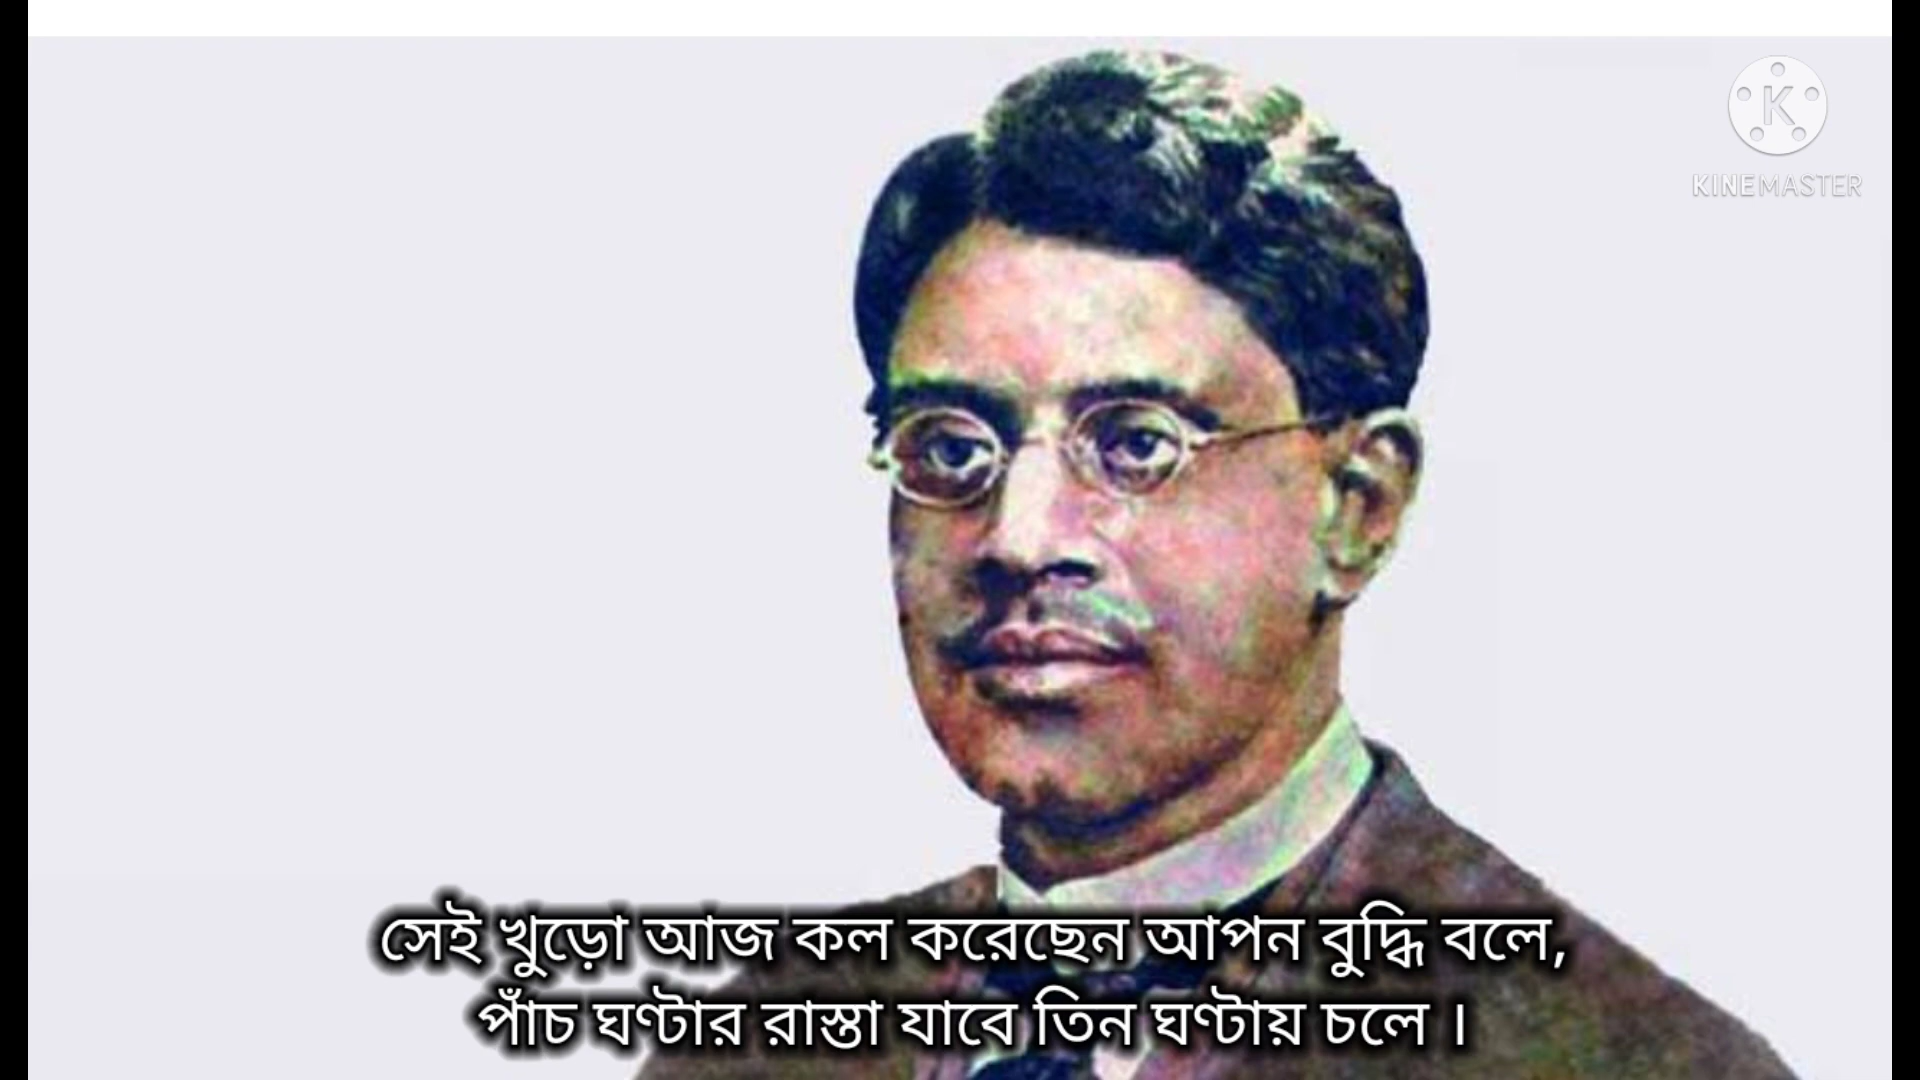 K
KINEMASTER
সেই খুড়ো আজ কল করেছেন আপন বুদ্ধি বলে,
পাঁচ ঘণ্টার রাস্তা যাবে তিন ঘণ্টায় চলে ।